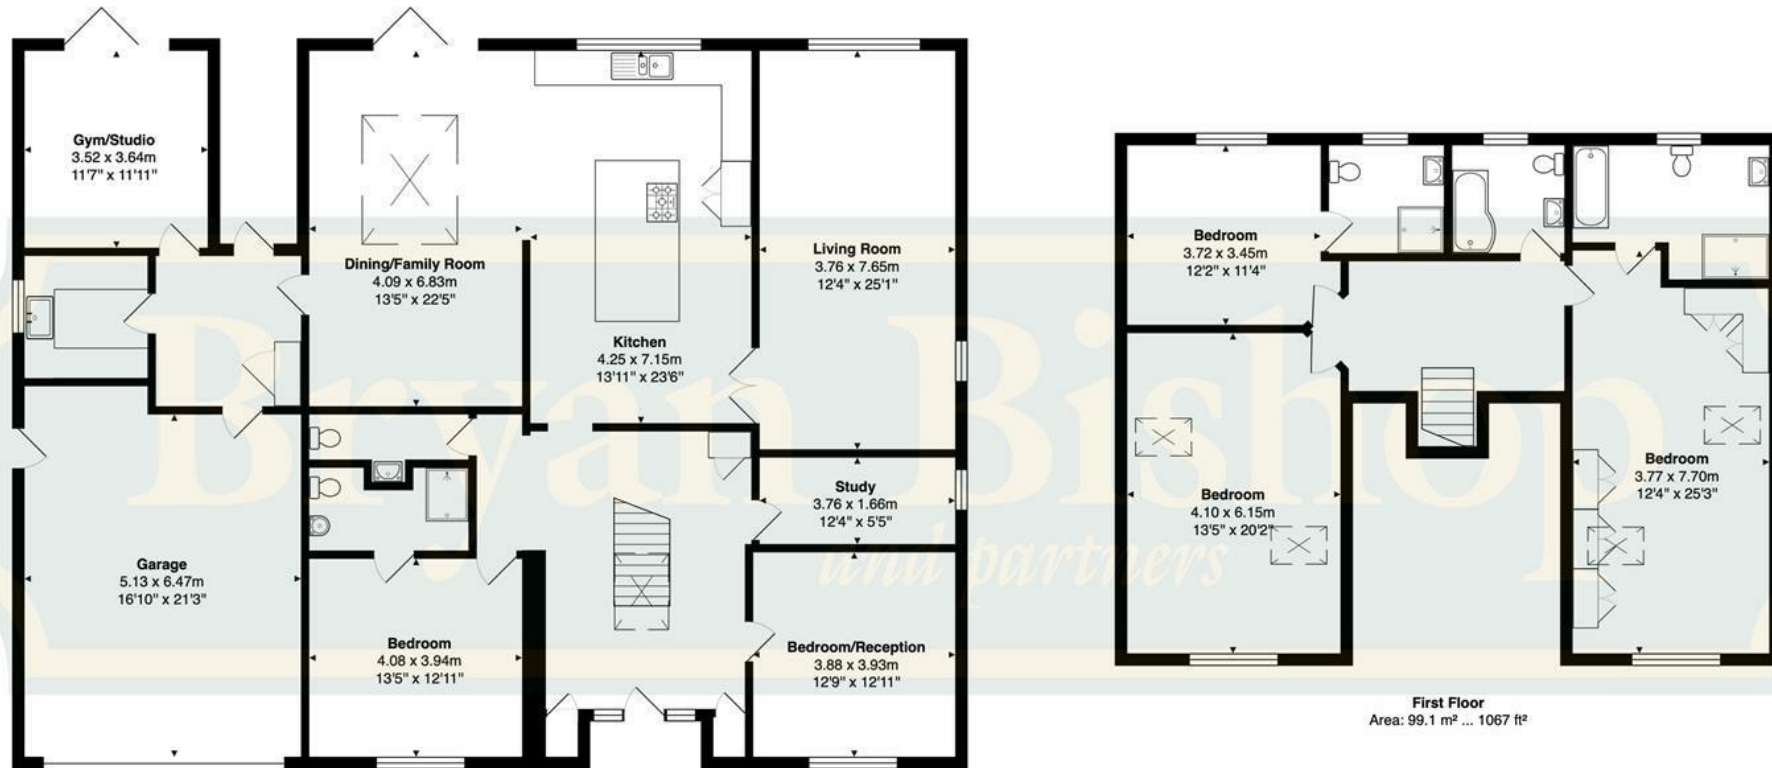 Gym/Studio
3.52 x 3.64m
11'7" x 11'11"
Dining/Family Room
4.09 x 6.83m
13'5" x 22'5"
Kitchen
4.25 x 7.15m
13'11" x 23'6"
Living Room
3.76 x 7.65m
12'4" x 25'1"
Study
3.76 x 1.66m
12'4" x 5'5"
Garage
5.13 x 6.47m
16'10" x 21'3"
Bedroom
4.08 x 3.94m
13'5" x 12'11"
Bedroom/Reception
3.88 x 3.93m
12'9" x 12'11"
Bedroom
3.72 x 3.45m
12'2" x 11'4"
Bedroom
4.10 x 6.15m
13'5" x 20'2"
Bedroom
3.77 x 7.70m
12'4" x 25'3"
First Floor
Area: 99.1 m² ... 1067 ft²
Bryan Bishop
and partners